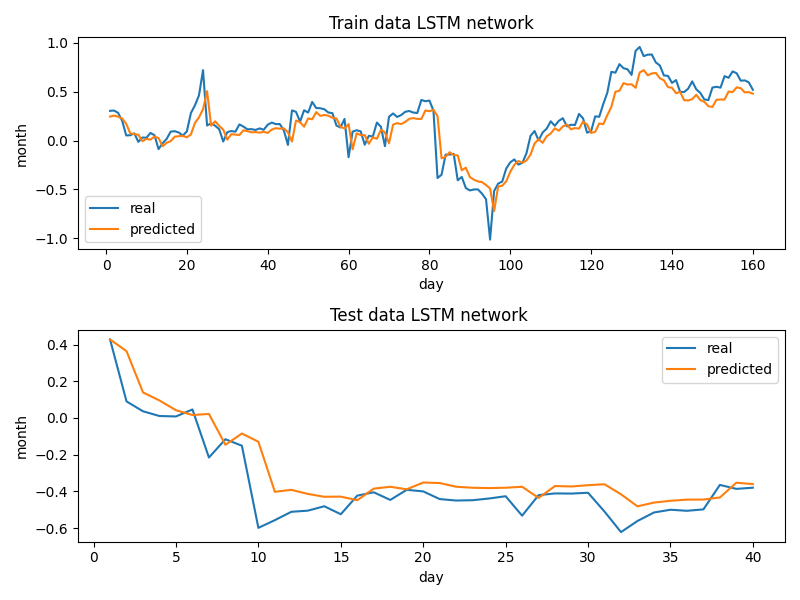 Train data LSTM network
1.0
0.5
0.0
−0.5
−1.0
month
real
predicted
0 20 40 60 80 100 120 140 160
day
Test data LSTM network
0.4
0.2
0.0
−0.2
−0.4
−0.6
month
real
predicted
0 5 10 15 20 25 30 35 40
day